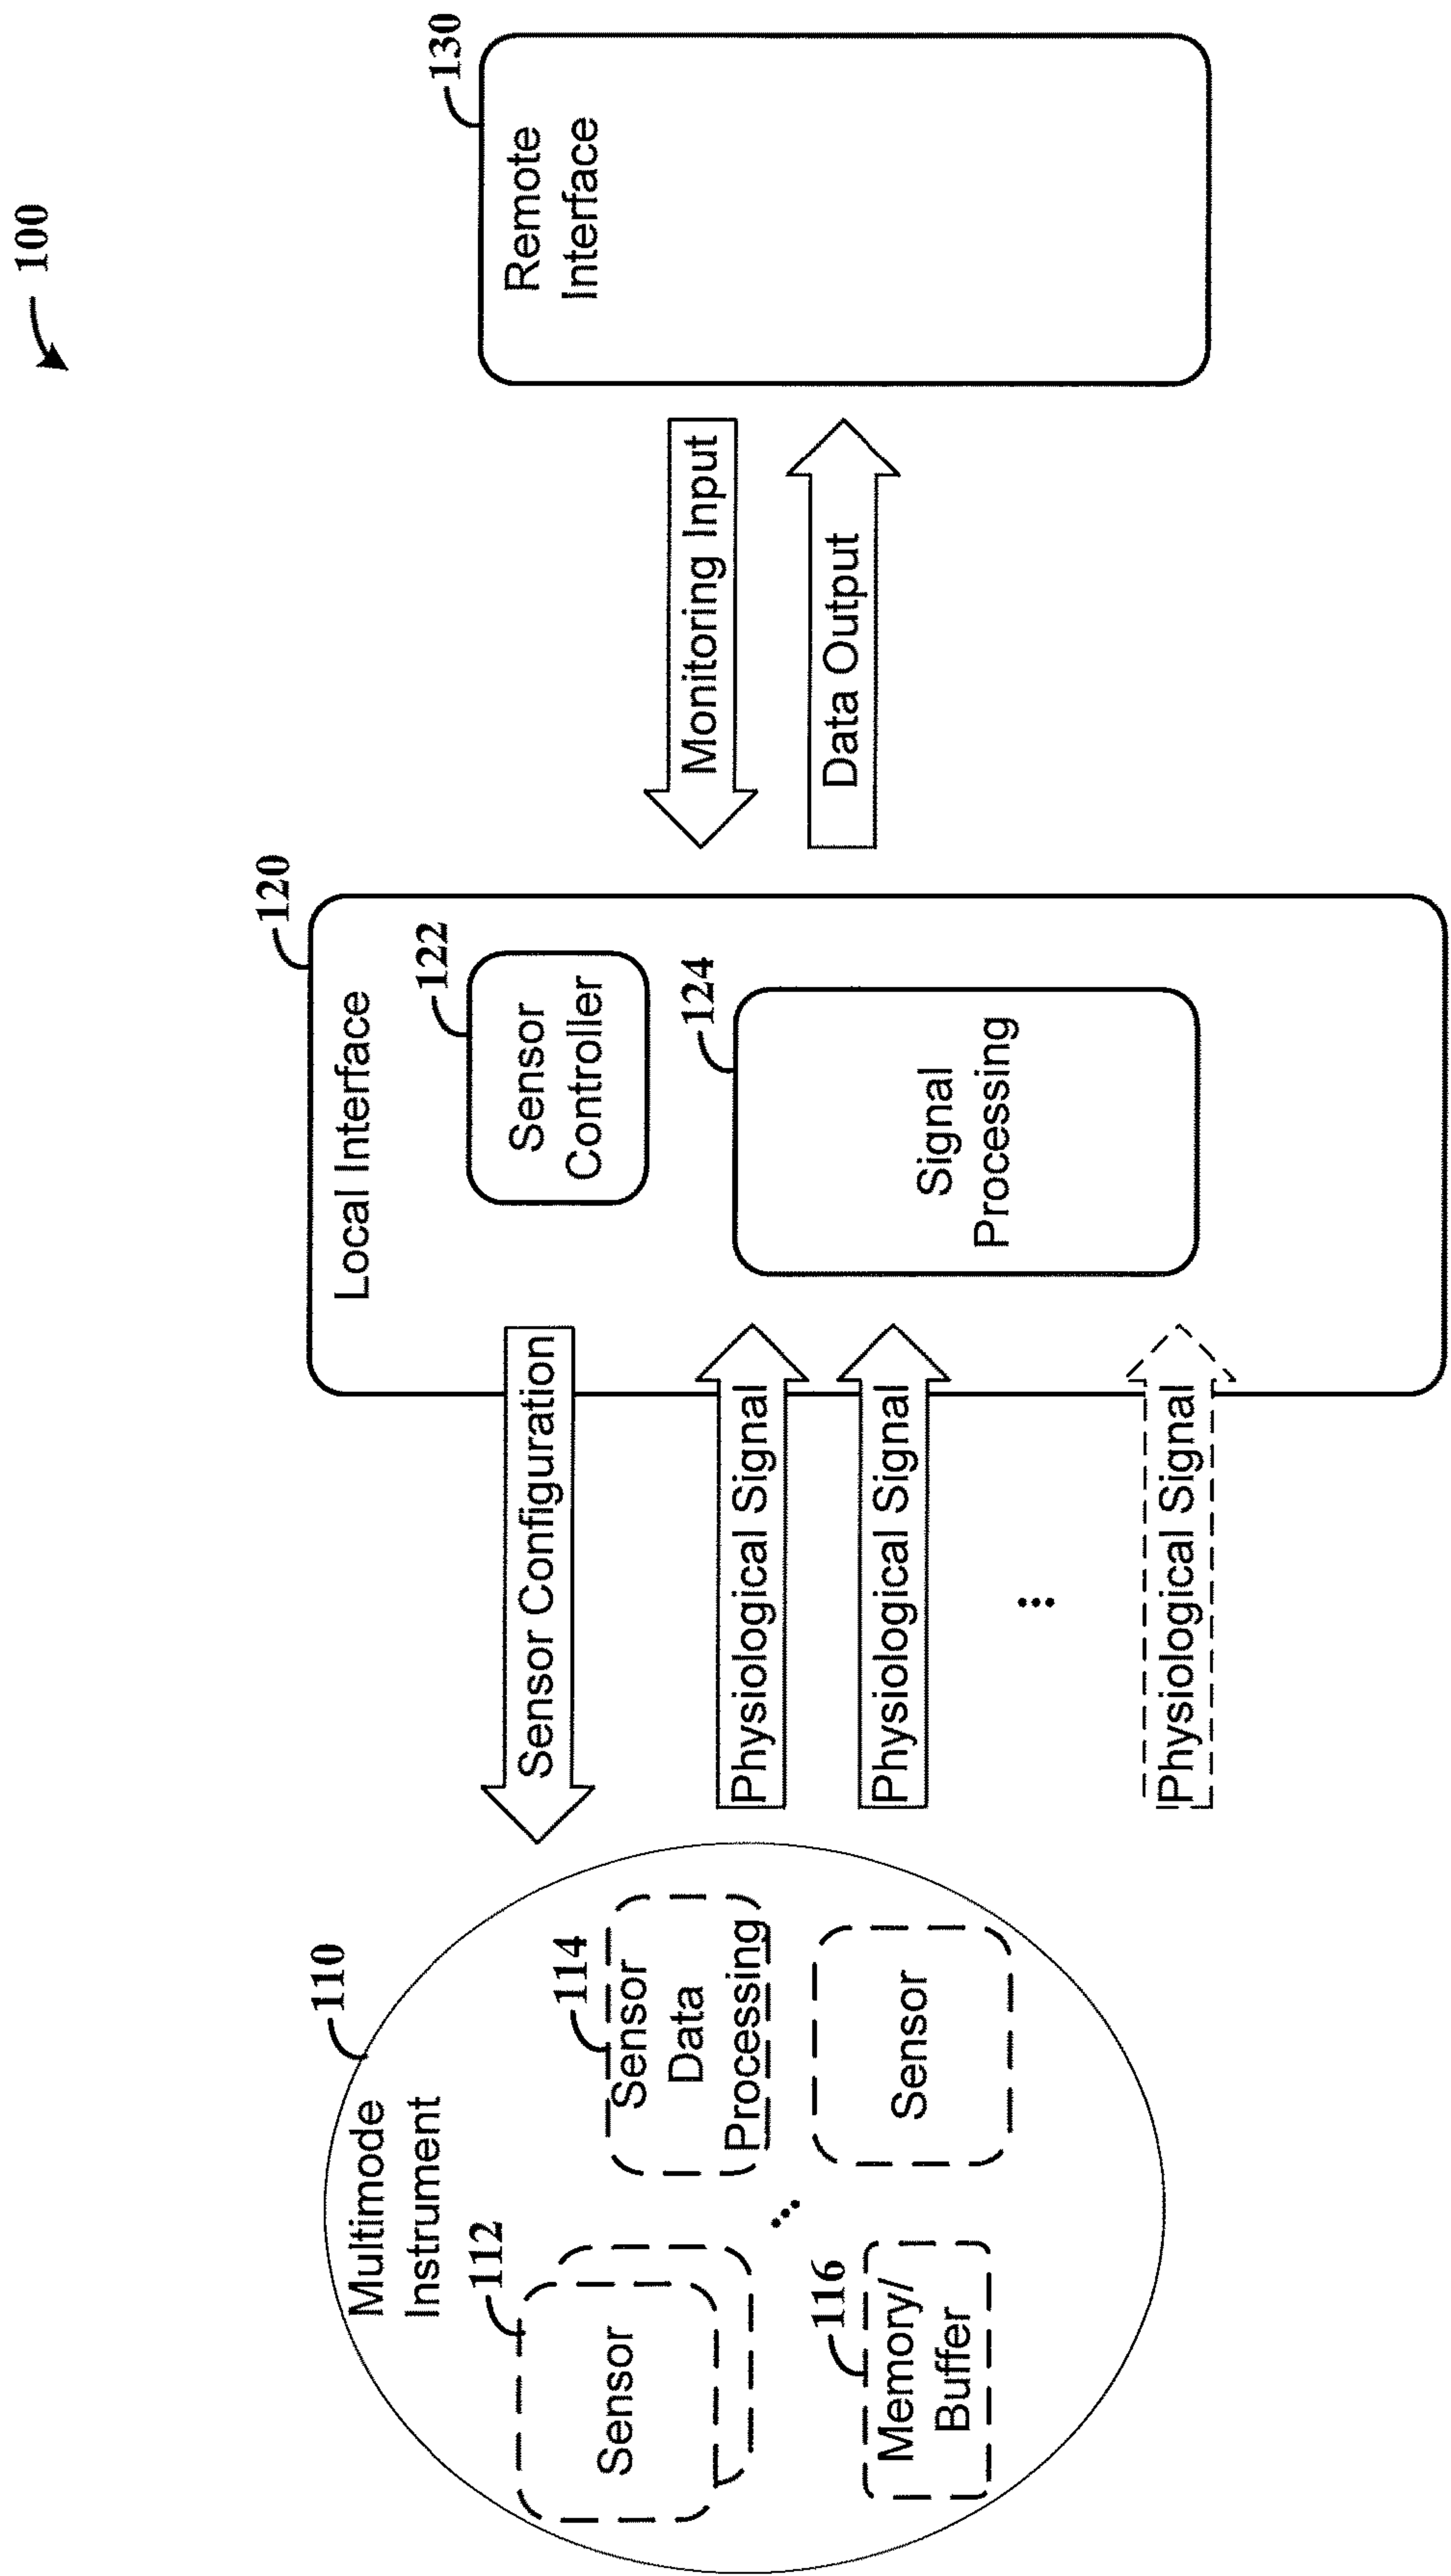 100
110
Multimode
Instrument
112
Sensor
114
Sensor
Data
Processing
116
Memory/
Buffer
Sensor
Sensor Configuration
Physiological Signal
Physiological Signal
Physiological Signal
120
Local Interface
122
Sensor
Controller
124
Signal
Processing
Monitoring Input
Data Output
130
Remote
Interface